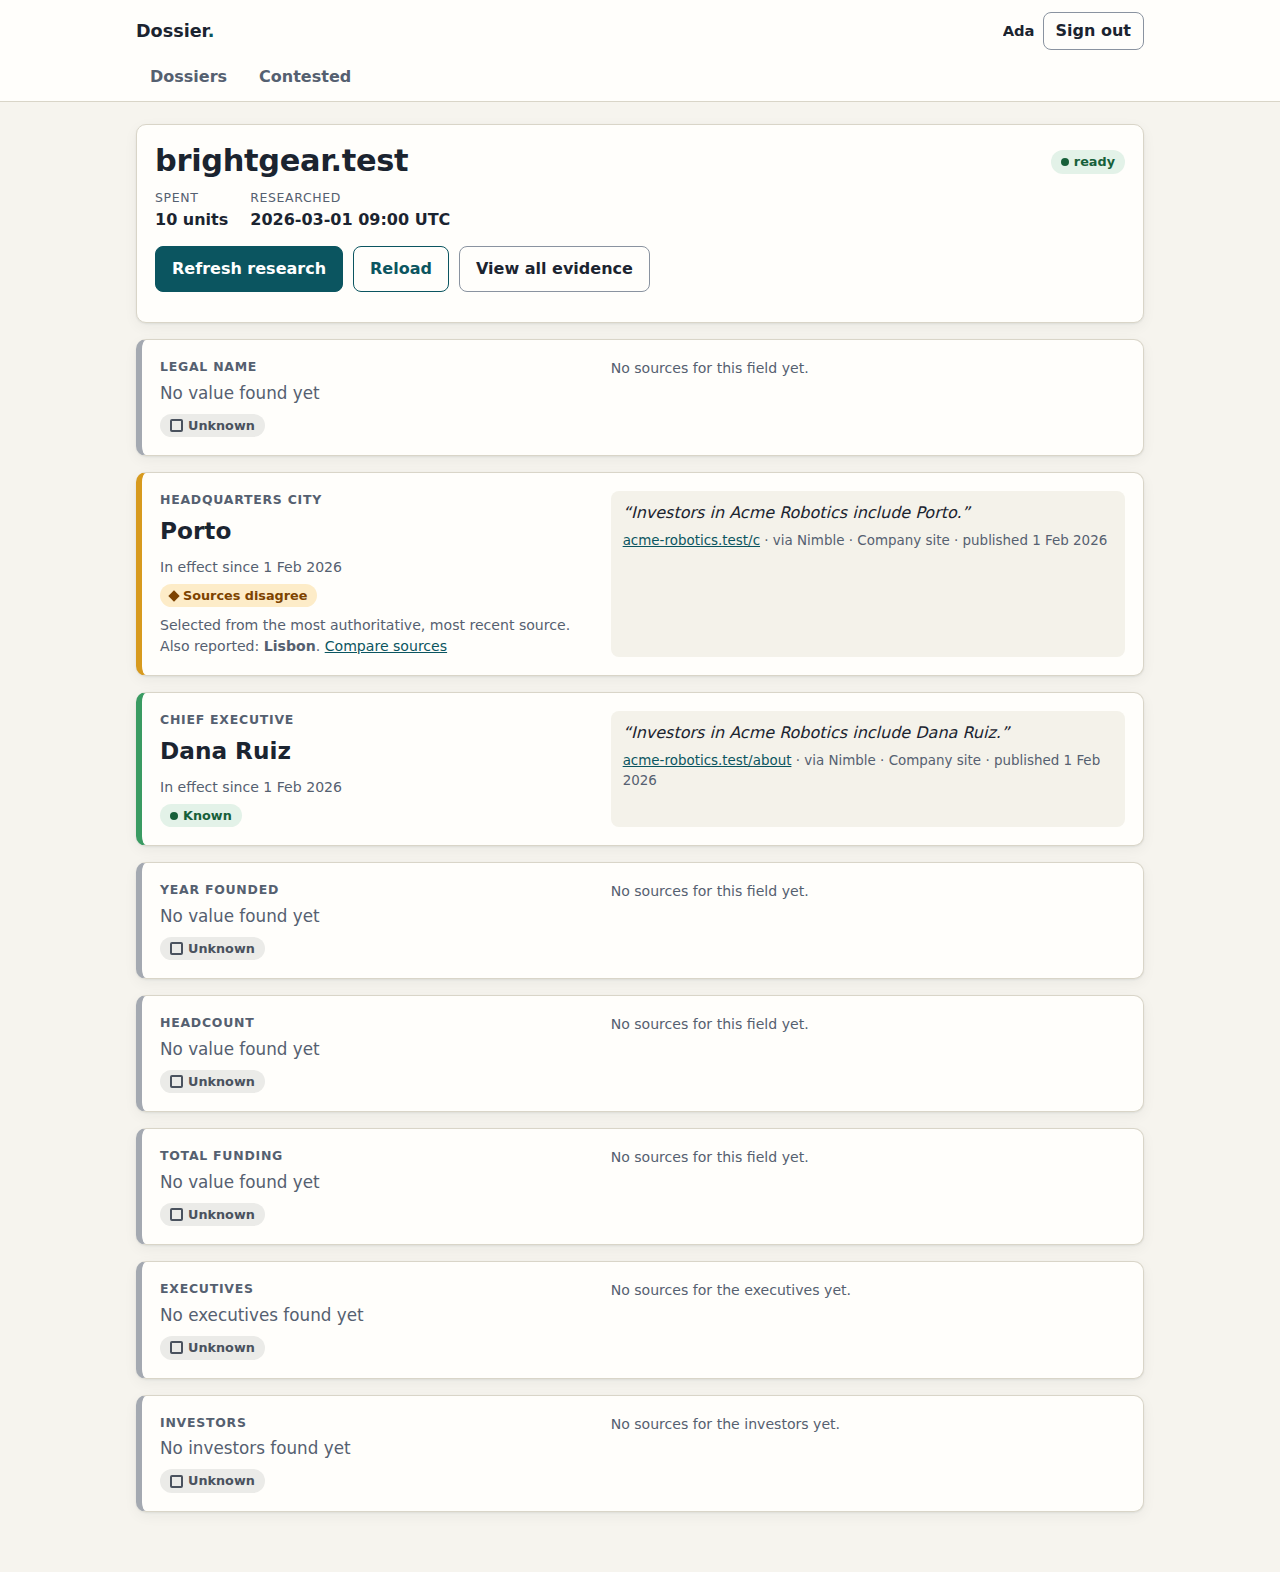 Dossier.
Ada
Sign out
Dossiers
Contested
brightgear.test
ready
SPENT
RESEARCHED
10 units
2026-03-01 09:00 UTC
Refresh research
Reload
View all evidence
LEGAL NAME
No value found yet
Unknown
No sources for this field yet.
HEADQUARTERS CITY
Porto
In effect since 1 Feb 2026
Sources disagree
Selected from the most authoritative, most recent source.
Also reported: Lisbon. Compare sources
“Investors in Acme Robotics include Porto.”
acme-robotics.test/c · via Nimble · Company site · published 1 Feb 2026
CHIEF EXECUTIVE
Dana Ruiz
In effect since 1 Feb 2026
Known
“Investors in Acme Robotics include Dana Ruiz.”
acme-robotics.test/about · via Nimble · Company site · published 1 Feb
2026
YEAR FOUNDED
No value found yet
Unknown
No sources for this field yet.
HEADCOUNT
No value found yet
Unknown
No sources for this field yet.
TOTAL FUNDING
No value found yet
Unknown
No sources for this field yet.
EXECUTIVES
No executives found yet
Unknown
No sources for the executives yet.
INVESTORS
No investors found yet
Unknown
No sources for the investors yet.